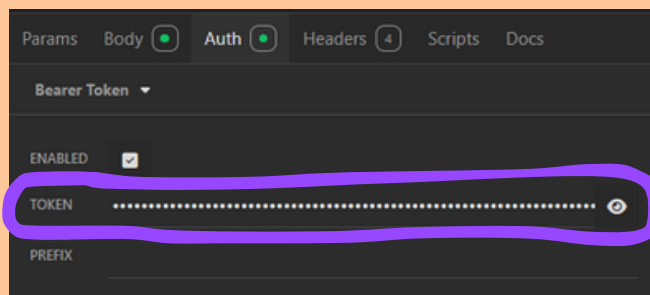 Params Body Auth Headers 4 Scripts Docs
Bearer Token
ENABLED
TOKEN
PREFIX